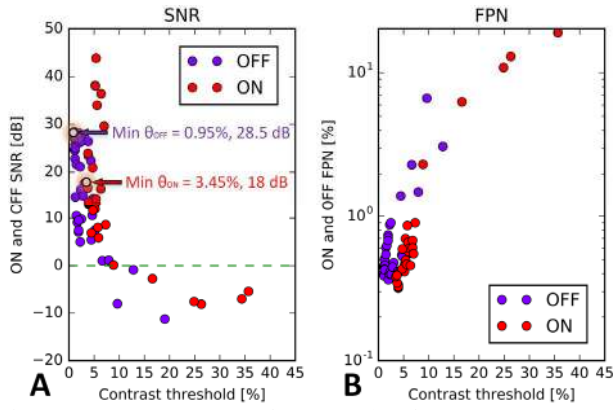 SNR
ON and OFF SNR [dB]
50
40
30
20
10
0
−10
−20
OFF
ON
Min θOFF = 0.95%, 28.5 dB
Min θON = 3.45%, 18 dB
0 5 10 15 20 25 30 35 40 45
Contrast threshold [%]
A
FPN
ON and OFF FPN [%]
10¹
10⁰
10⁻¹
OFF
ON
0 5 10 15 20 25 30 35 40 45
Contrast threshold [%]
B